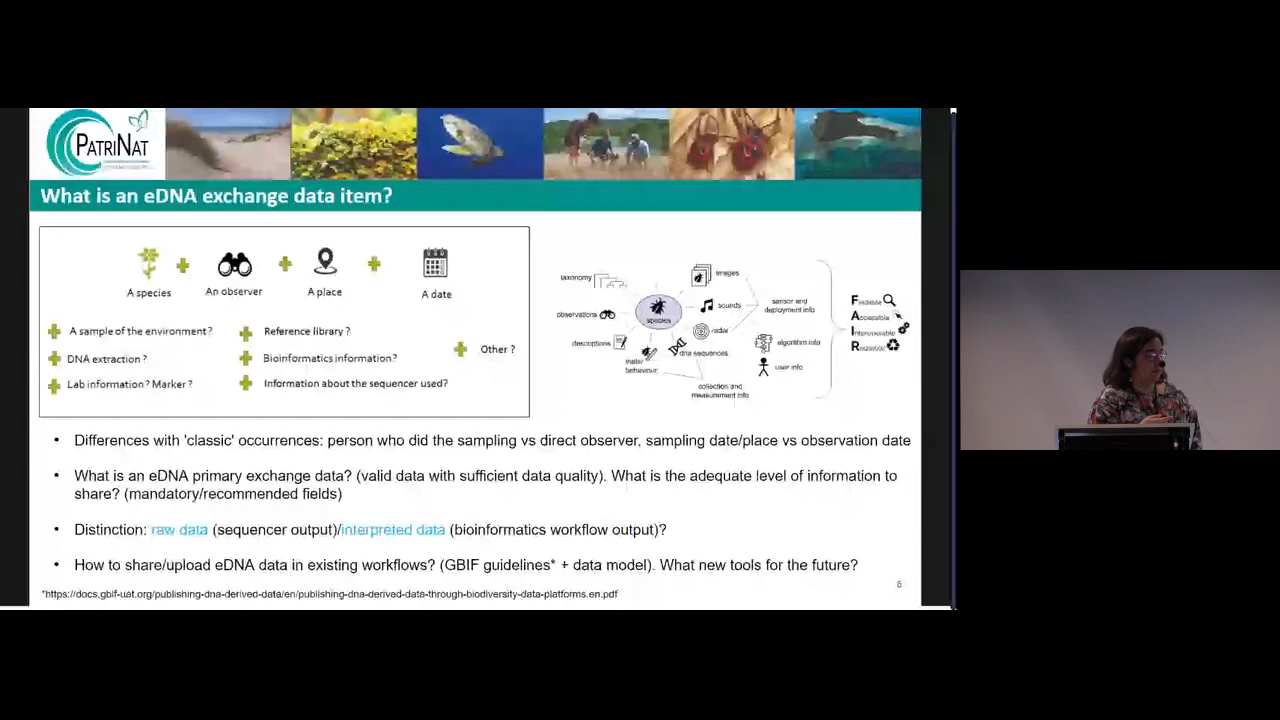 PATRINAT
What is an eDNA exchange data item?
A species
An observer
A place
A date
A sample of the environment?
Reference library ?
DNA extraction ?
Bioinformatics information?
Other ?
Lab information? Marker ?
Information about the sequencer used?
taxonomy
images
observations
species
sounds
sensor and
deployment info
descriptions
radar
traits/
behaviour
dna sequences
algorithm info
user info
collection and
measurement info
Findable
Accessible
Interoperable
Reusable
• Differences with 'classic' occurrences: person who did the sampling vs direct observer, sampling date/place vs observation date
• What is an eDNA primary exchange data? (valid data with sufficient data quality). What is the adequate level of information to
share? (mandatory/recommended fields)
• Distinction: raw data (sequencer output)/interpreted data (bioinformatics workflow output)?
• How to share/upload eDNA data in existing workflows? (GBIF guidelines* + data model). What new tools for the future?
6
*https://docs.gbif-uat.org/publishing-dna-derived-data/en/publishing-dna-derived-data-through-biodiversity-data-platforms.en.pdf